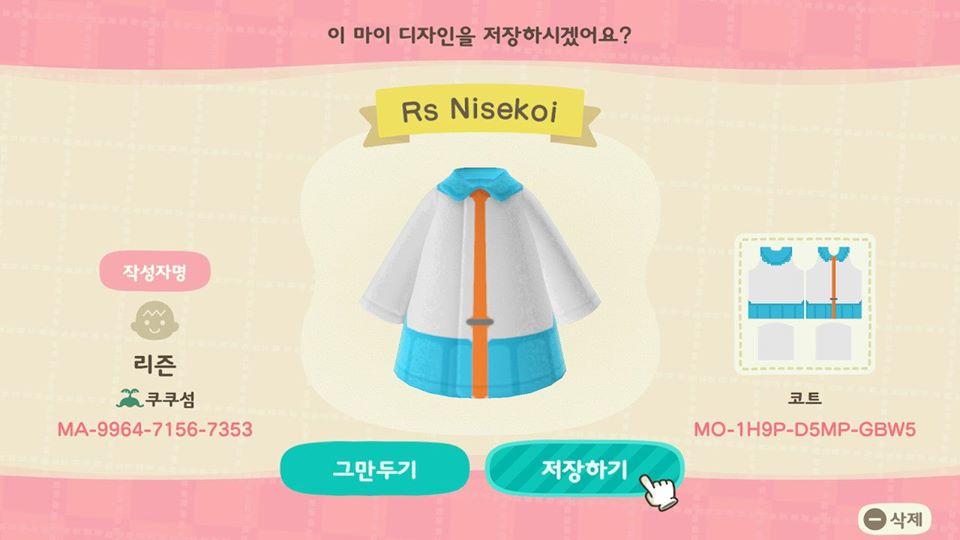 이 마이 디자인을 저장하시겠어요?
Rs Nisekoi
작성자명
리즌
쿠쿠섬
MA-9964-7156-7353
코트
MO-1H9P-D5MP-GBW5
그만두기
저장하기
삭제